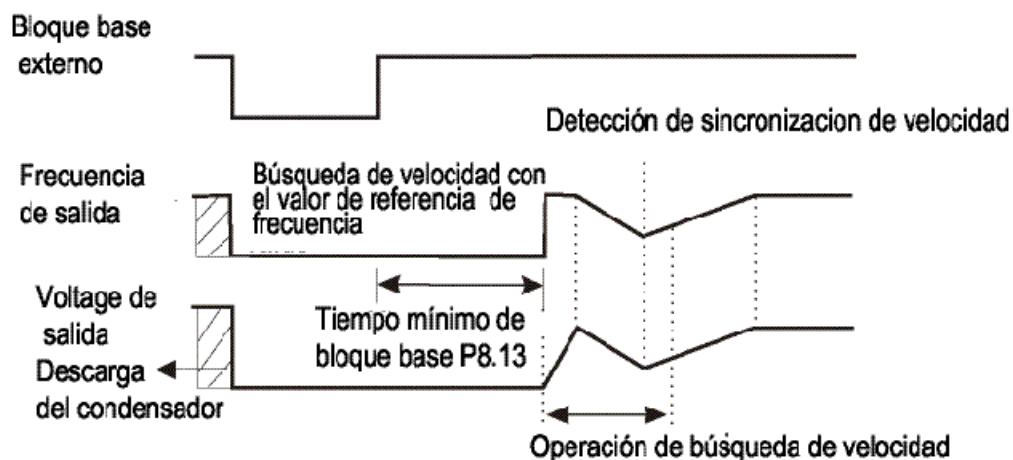 Bloque base
externo
Detección de sincronizacion de velocidad
Frecuencia
de salida
Búsqueda de velocidad con
el valor de referencia de
frecuencia
Voltage de
salida
Descarga
del condensador
Tiempo mínimo de
bloque base P8.13
Operación de búsqueda de velocidad